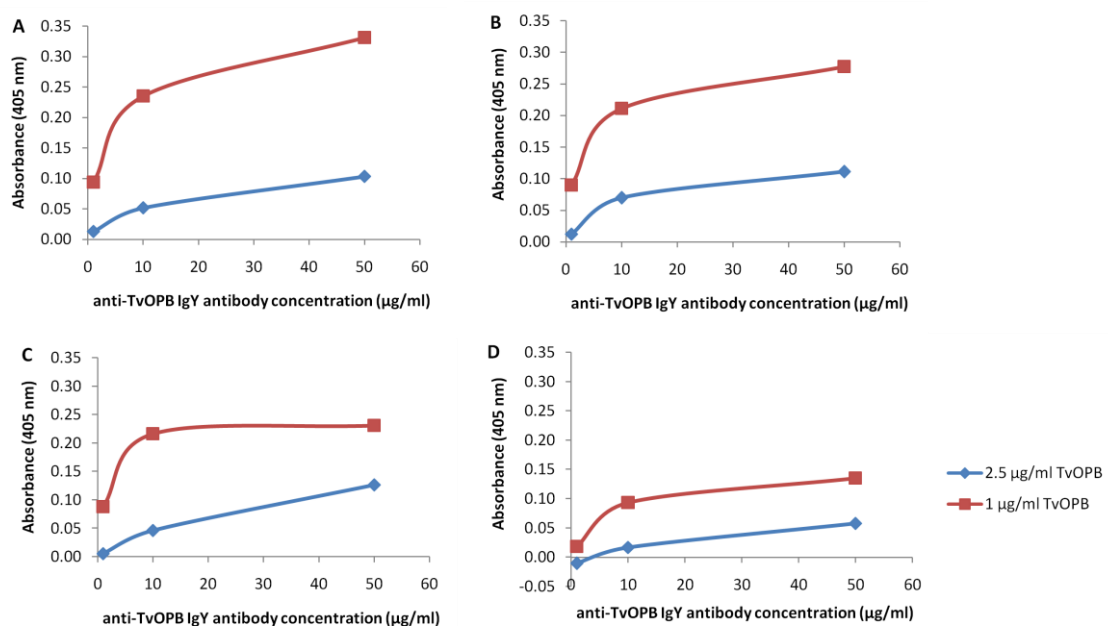 A
Absorbance (405 nm)
0.35
0.30
0.25
0.20
0.15
0.10
0.05
0.00
0 10 20 30 40 50 60
anti-TvOPB IgY antibody concentration (µg/ml)
B
Absorbance (405 nm)
0.35
0.30
0.25
0.20
0.15
0.10
0.05
0.00
0 10 20 30 40 50 60
anti-TvOPB IgY antibody concentration (µg/ml)
C
Absorbance (405 nm)
0.35
0.30
0.25
0.20
0.15
0.10
0.05
0.00
0 10 20 30 40 50 60
anti-TvOPB IgY antibody concentration (µg/ml)
D
Absorbance (405 nm)
0.35
0.30
0.25
0.20
0.15
0.10
0.05
0.00
-0.05
0 10 20 30 40 50 60
anti-TvOPB IgY antibody concentration (µg/ml)
2.5 µg/ml TvOPB
1 µg/ml TvOPB